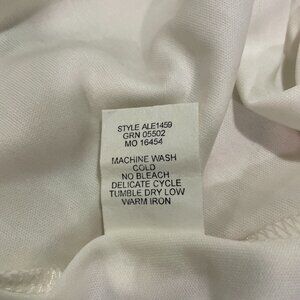 STYLE ALE1459
GRN 05502
MO 16454
MACHINE WASH
COLD
NO BLEACH
DELICATE CYCLE
TUMBLE DRY LOW
WARM IRON